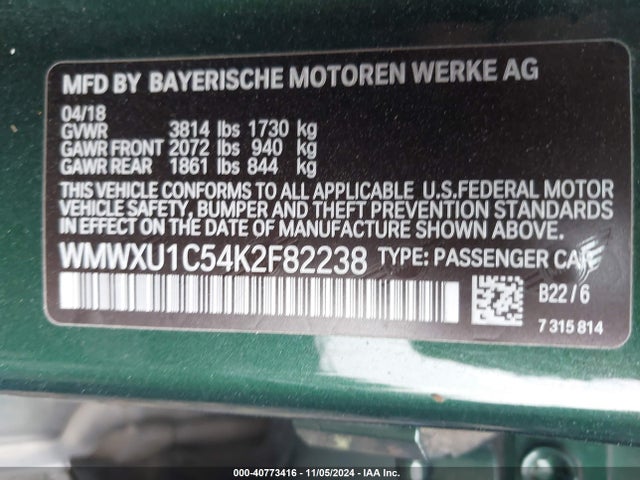 MFD BY BAYERISCHE MOTOREN WERKE AG
04/18
GVWR 3814 lbs 1730 kg
GAWR FRONT 2072 lbs 940 kg
GAWR REAR 1861 lbs 844 kg
THIS VEHICLE CONFORMS TO ALL APPLICABLE U.S.FEDERAL MOTOR
VEHICLE SAFETY, BUMPER AND THEFT PREVENTION STANDARDS
IN EFFECT ON THE DATE OF MANUFACTURE SHOWN ABOVE.
WMWXU1C54K2F82238 TYPE: PASSENGER CAR
B22/6
7 315 814
000-40773416 - 11/05/2024 - IAA Inc.